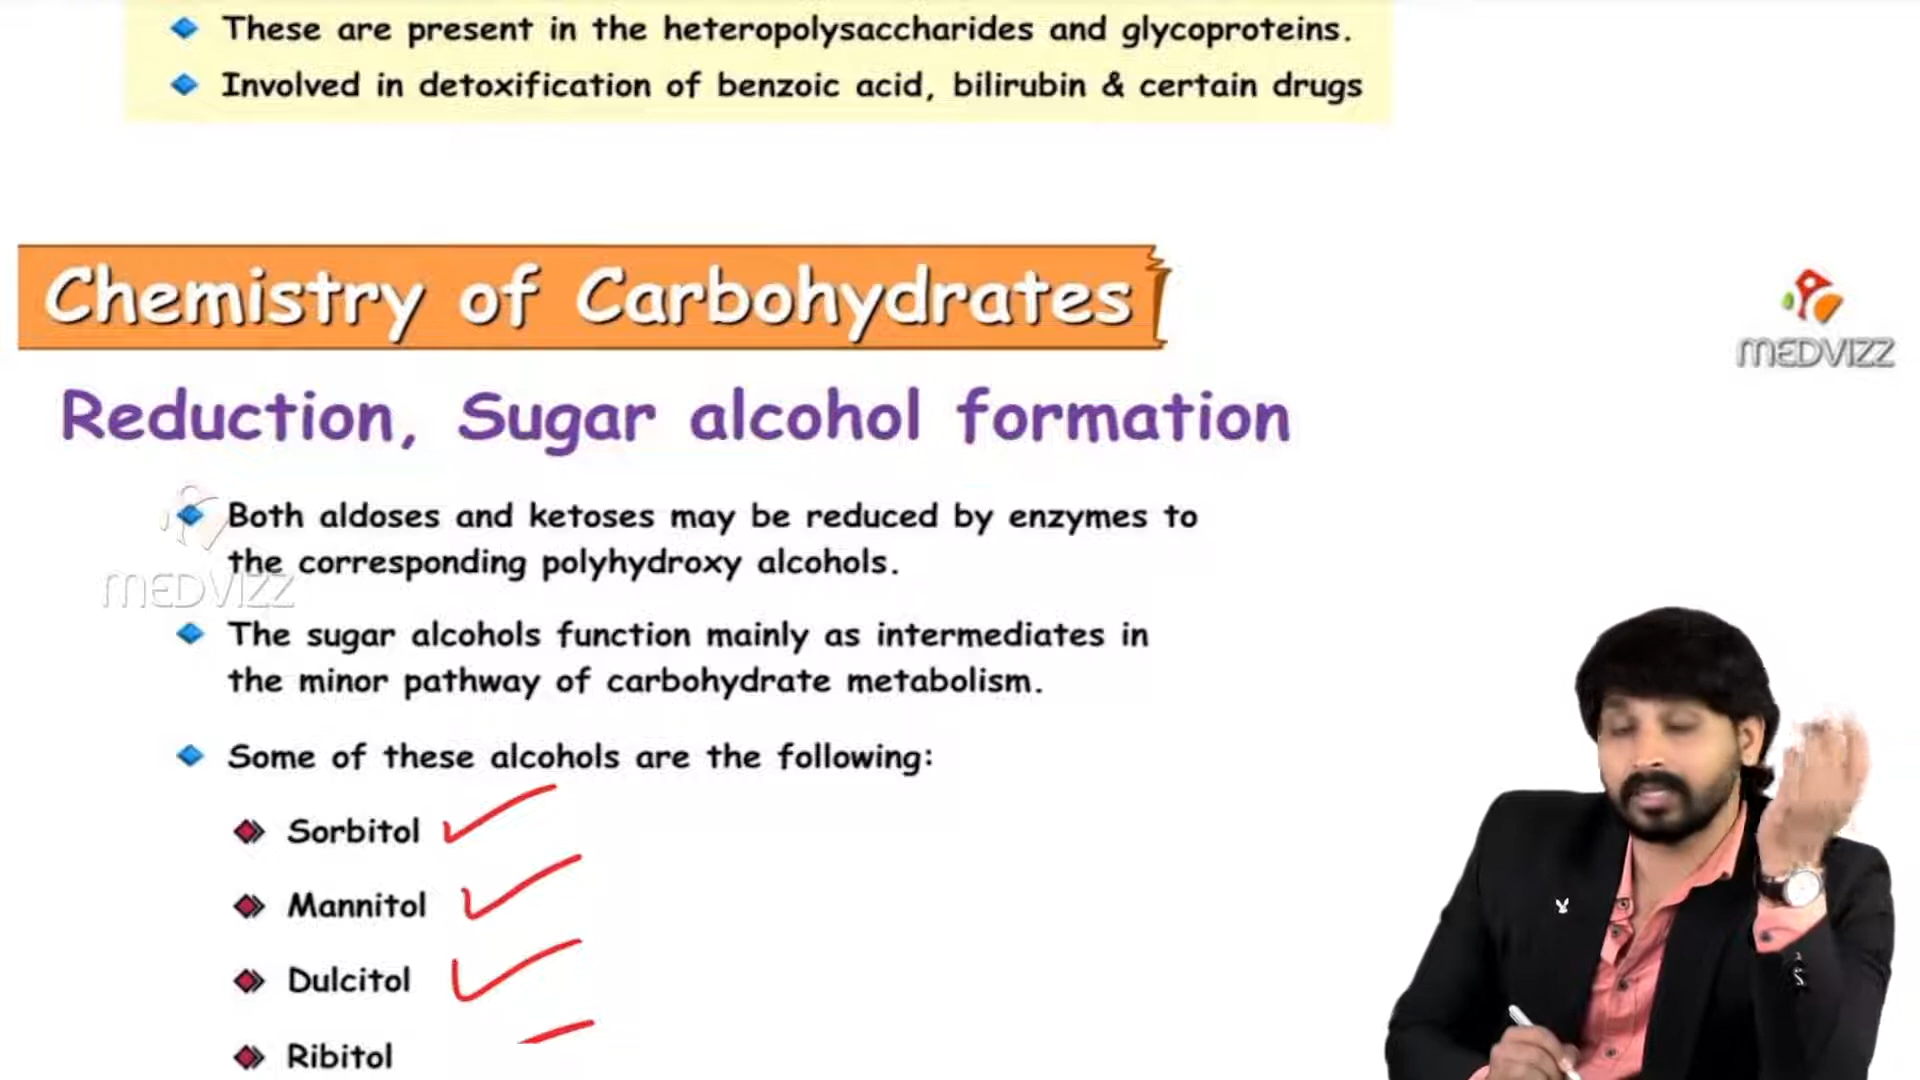 These are present in the heteropolysaccharides and glycoproteins.
Involved in detoxification of benzoic acid, bilirubin & certain drugs
Chemistry of Carbohydrates
MEDVIZZ
Reduction, Sugar alcohol formation
Both aldoses and ketoses may be reduced by enzymes to
the corresponding polyhydroxy alcohols.
MEDVIZZ
The sugar alcohols function mainly as intermediates in
the minor pathway of carbohydrate metabolism.
Some of these alcohols are the following:
Sorbitol
Mannitol
Dulcitol
Ribitol